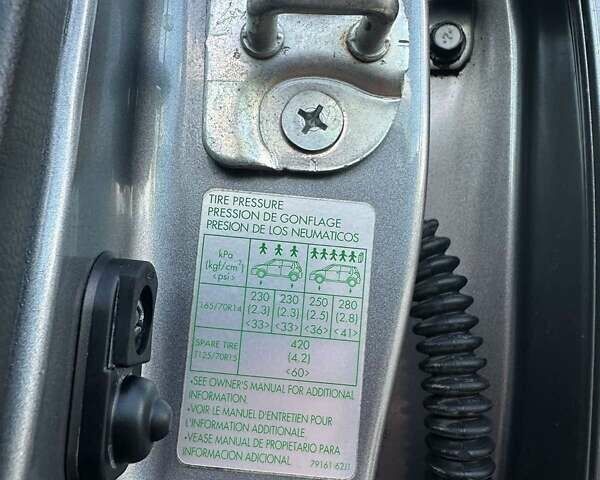 TIRE PRESSURE
PRESSION DE GONFLAGE
PRESION DE LOS NEUMATICOS
kPa
(kgf/cm²)
<psi>
165/70R14 230 230 250 280
(2.3) (2.3) (2.5) (2.8)
<33> <33> <36> <41>
SPARE TIRE 420
T125/70R15 (4.2)
<60>
•SEE OWNER'S MANUAL FOR ADDITIONAL
INFORMATION.
•VOIR LE MANUEL D'ENTRETIEN POUR
L'INFORMATION ADDITIONALE
•VEASE MANUAL DE PROPIETARIO PARA
INFORMACION ADICIONAL 79161-62J1